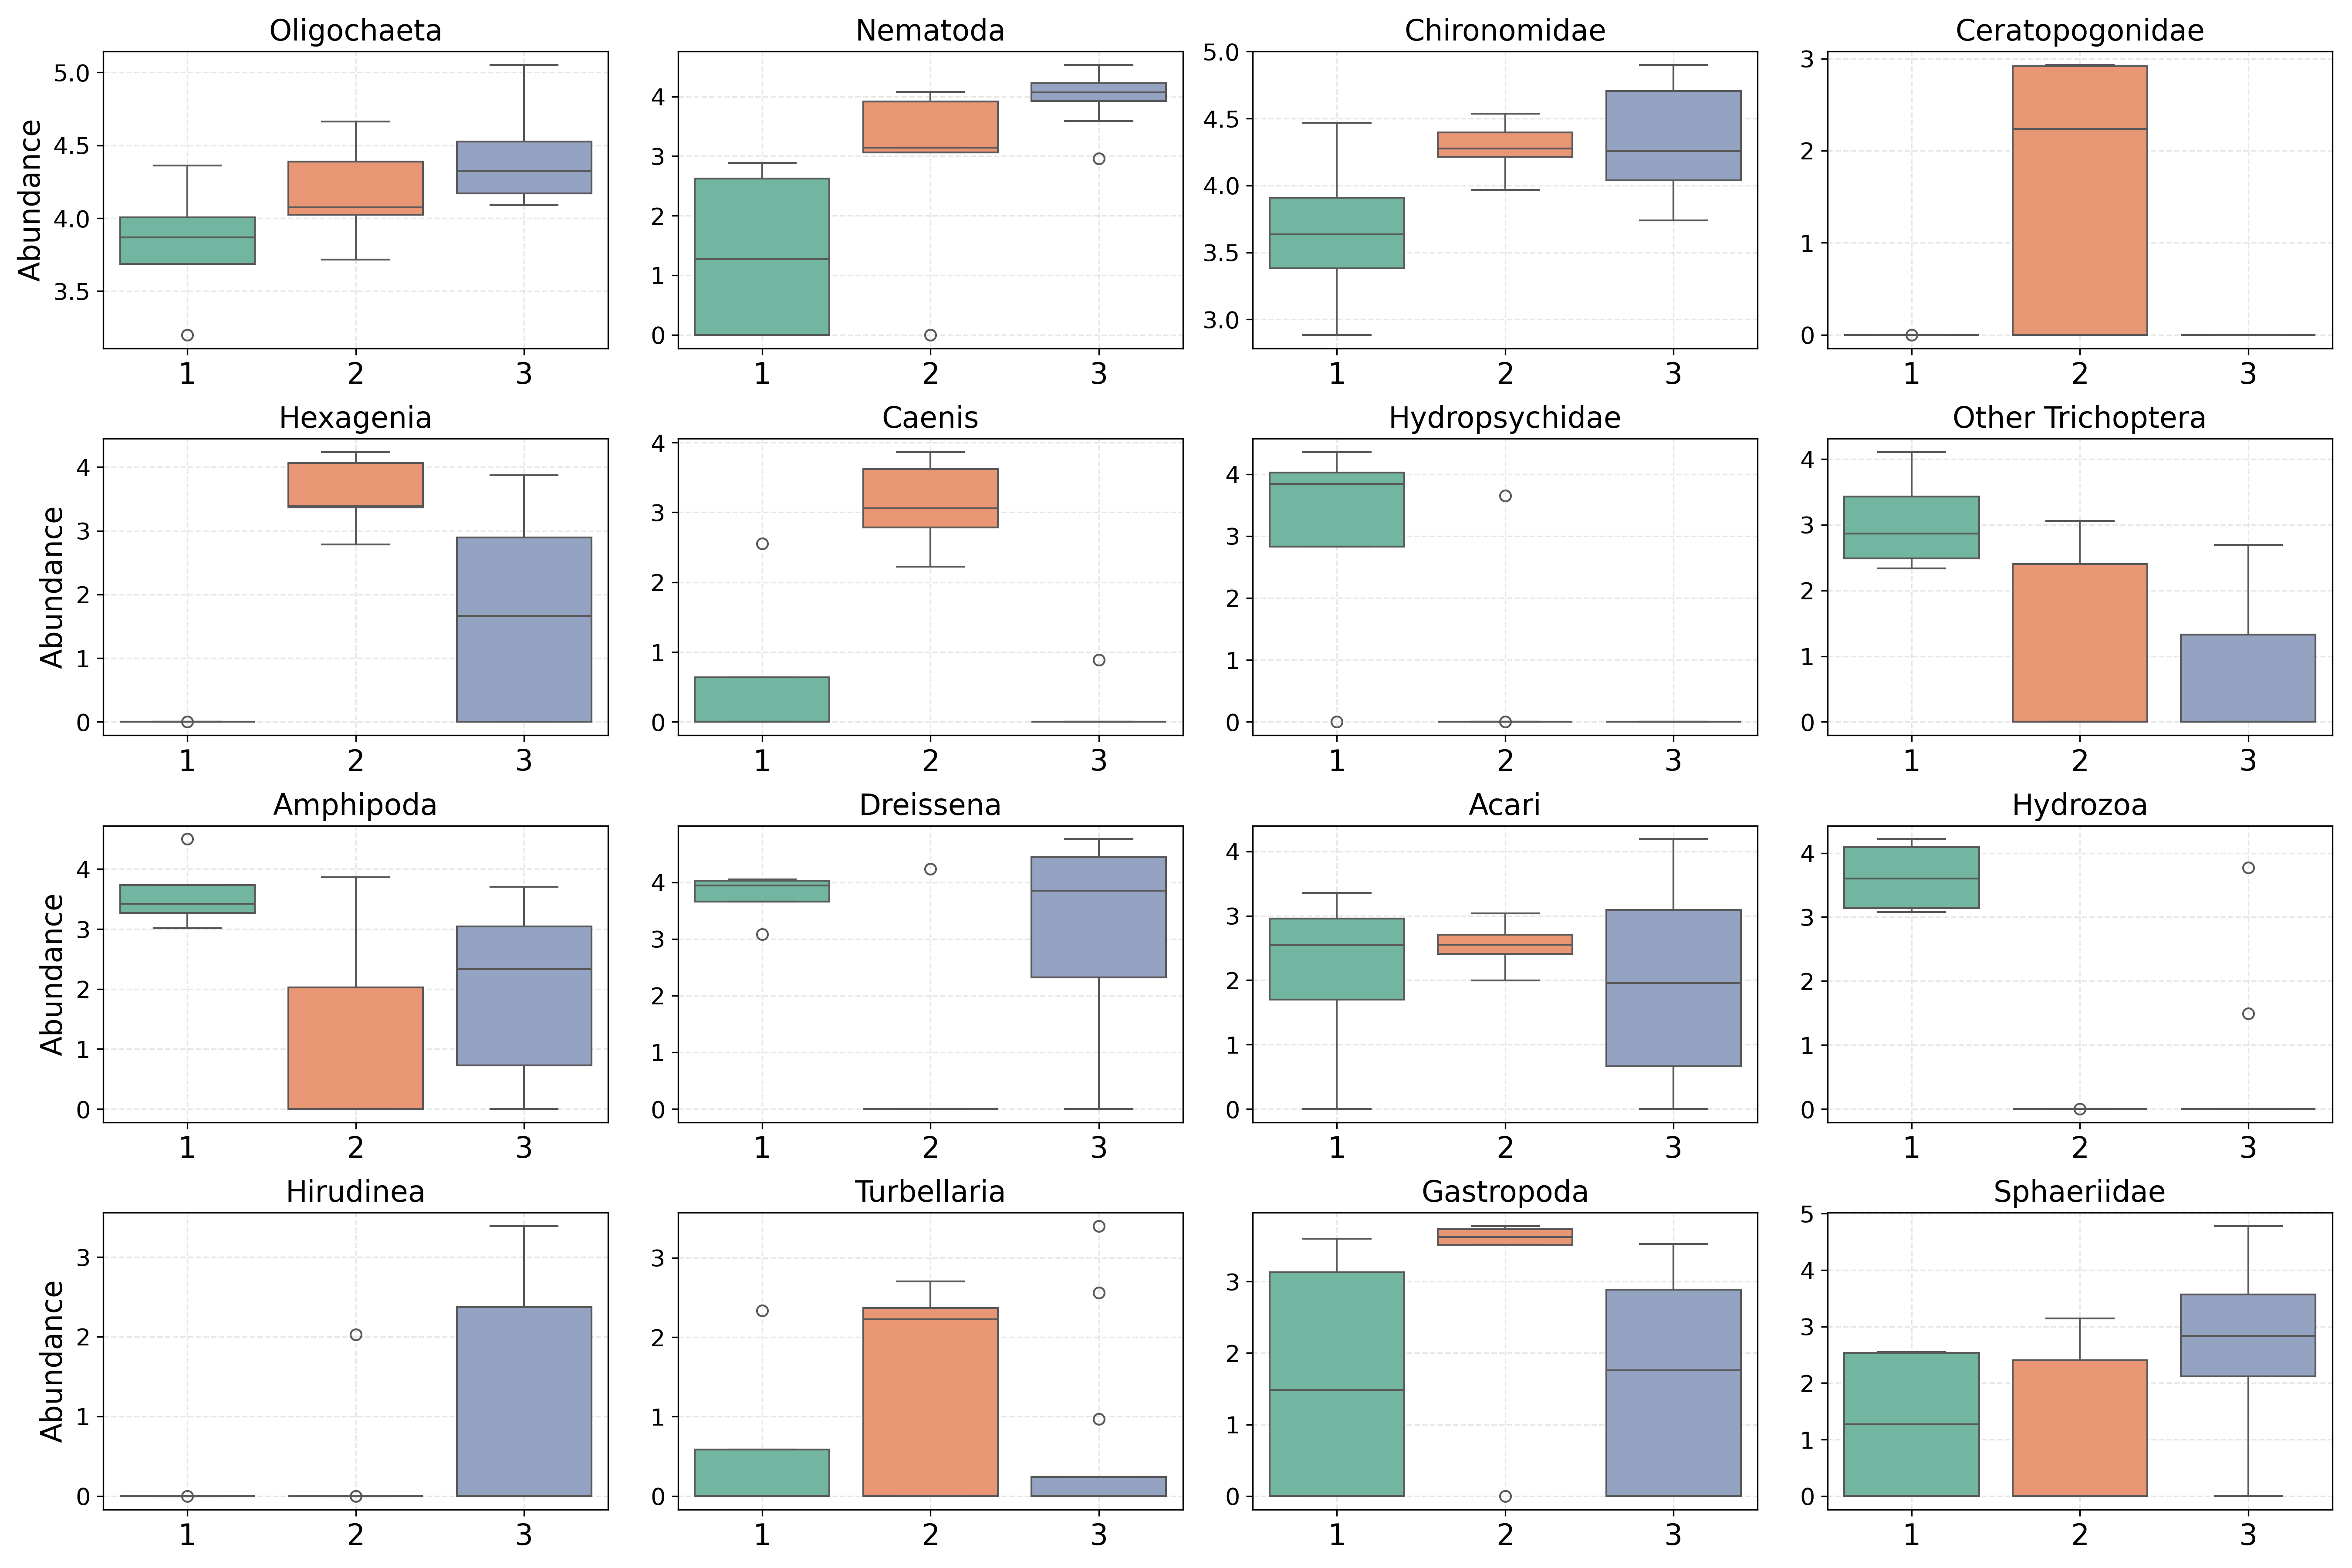 Oligochaeta
Nematoda
Chironomidae
Ceratopogonidae
Abundance
5.0
4.5
4.0
3.5
1 2 3
4
3
2
1
0
1 2 3
5.0
4.5
4.0
3.5
3.0
1 2 3
3
2
1
0
1 2 3
Hexagenia
Caenis
Hydropsychidae
Other Trichoptera
Abundance
4
3
2
1
0
1 2 3
4
3
2
1
0
1 2 3
4
3
2
1
0
1 2 3
4
3
2
1
0
1 2 3
Amphipoda
Dreissena
Acari
Hydrozoa
Abundance
4
3
2
1
0
1 2 3
4
3
2
1
0
1 2 3
4
3
2
1
0
1 2 3
4
3
2
1
0
1 2 3
Hirudinea
Turbellaria
Gastropoda
Sphaeriidae
Abundance
3
2
1
0
1 2 3
3
2
1
0
1 2 3
3
2
1
0
1 2 3
5
4
3
2
1
0
1 2 3